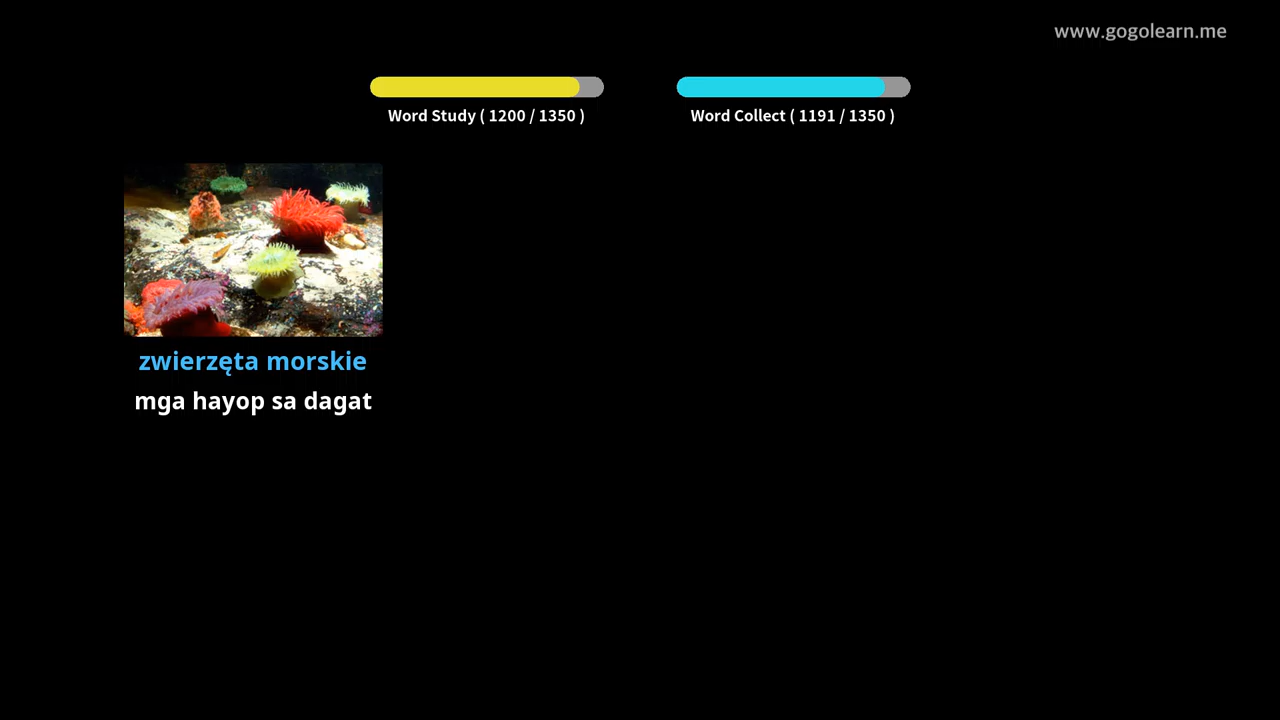 www.gogolearn.me
Word Study ( 1200 / 1350 )
Word Collect ( 1191 / 1350 )
zwierzęta morskie
mga hayop sa dagat